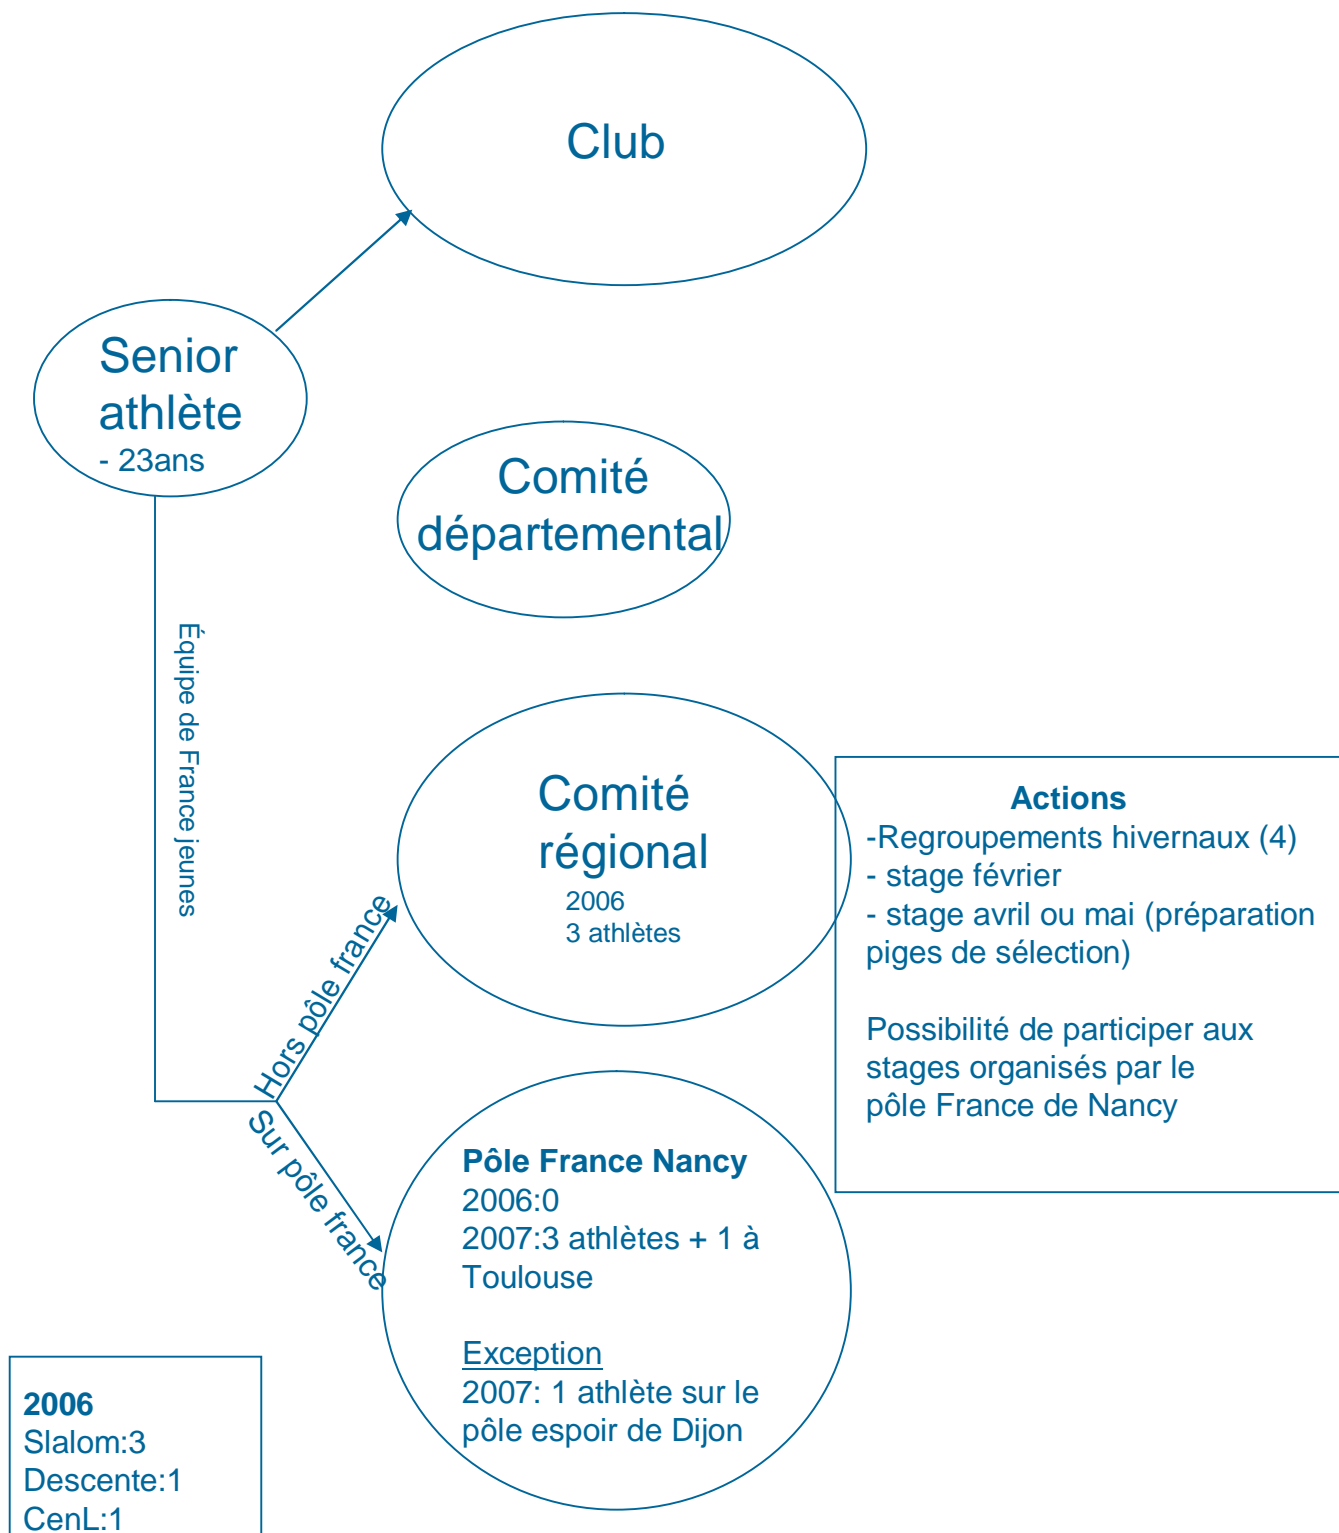 Club
Senior
athlète
- 23ans
Comité
départemental
Équipe de France jeunes
Comité
régional
2006
3 athlètes
Actions
-Regroupements hivernaux (4)
- stage février
- stage avril ou mai (préparation
piges de sélection)
Possibilité de participer aux
stages organisés par le
pôle France de Nancy
Hors pôle france
Sur pôle france
Pôle France Nancy
2006:0
2007:3 athlètes + 1 à
Toulouse
Exception
2007: 1 athlète sur le
pôle espoir de Dijon
2006
Slalom:3
Descente:1
CenL:1